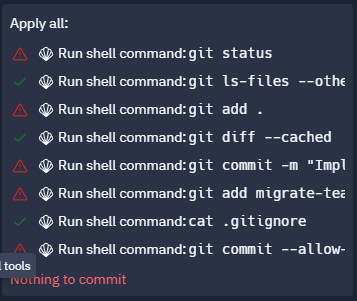 Apply all:
Run shell command: git status
Run shell command: git ls-files --othe
Run shell command: git add .
Run shell command: git diff --cached
Run shell command: git commit -m "Impl
Run shell command: git add migrate-tea
Run shell command: cat .gitignore
Run shell command: git commit --allow-
l tools
Nothing to commit